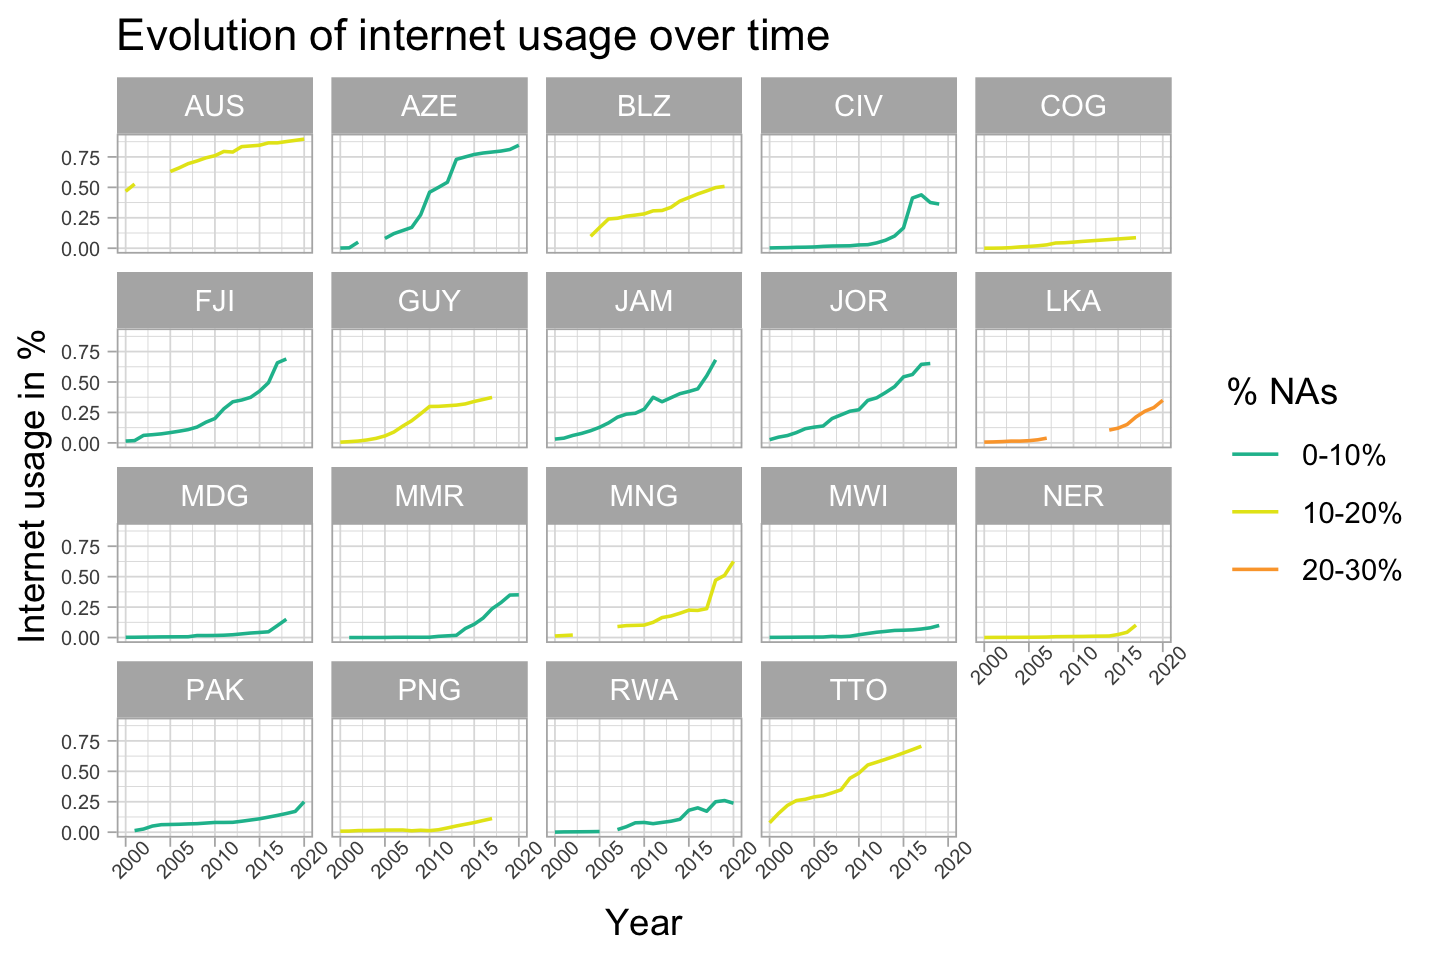 Evolution of internet usage over time
AUS AZE BLZ CIV COG
0.75
0.50
0.25
0.00
FJI GUY JAM JOR LKA
0.75
0.50
0.25
0.00
MDG MMR MNG MWI NER
0.75
0.50
0.25
0.00
2000 2005 2010 2015 2020
PAK PNG RWA TTO
0.75
0.50
0.25
0.00
2000 2005 2010 2015 2020 2000 2005 2010 2015 2020 2000 2005 2010 2015 2020 2000 2005 2010 2015 2020
Year
Internet usage in %
% NAs
0-10%
10-20%
20-30%